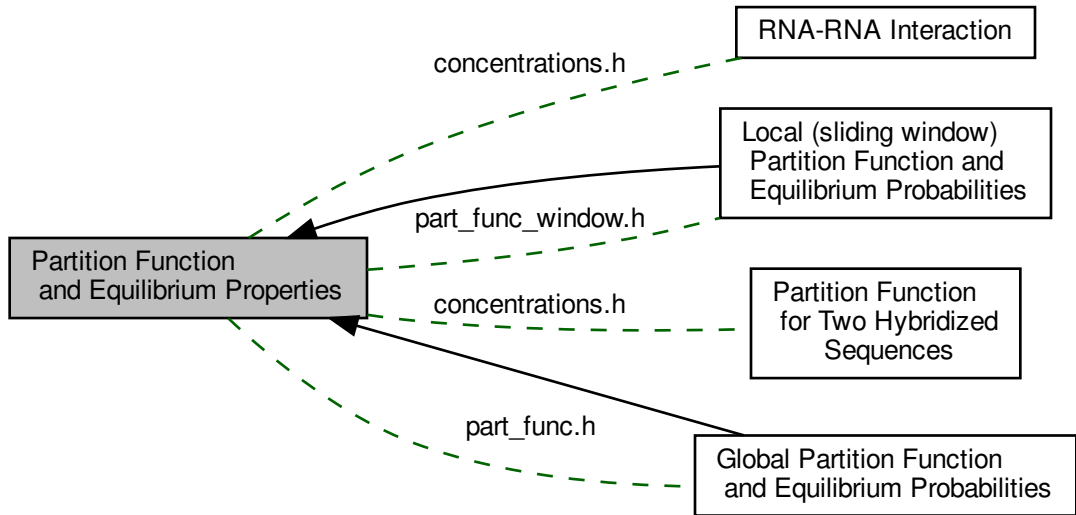 RNA-RNA Interaction
concentrations.h
Local (sliding window)
Partition Function and
Equilibrium Probabilities
part_func_window.h
Partition Function
and Equilibrium Properties
concentrations.h
Partition Function
for Two Hybridized
Sequences
part_func.h
Global Partition Function
and Equilibrium Probabilities